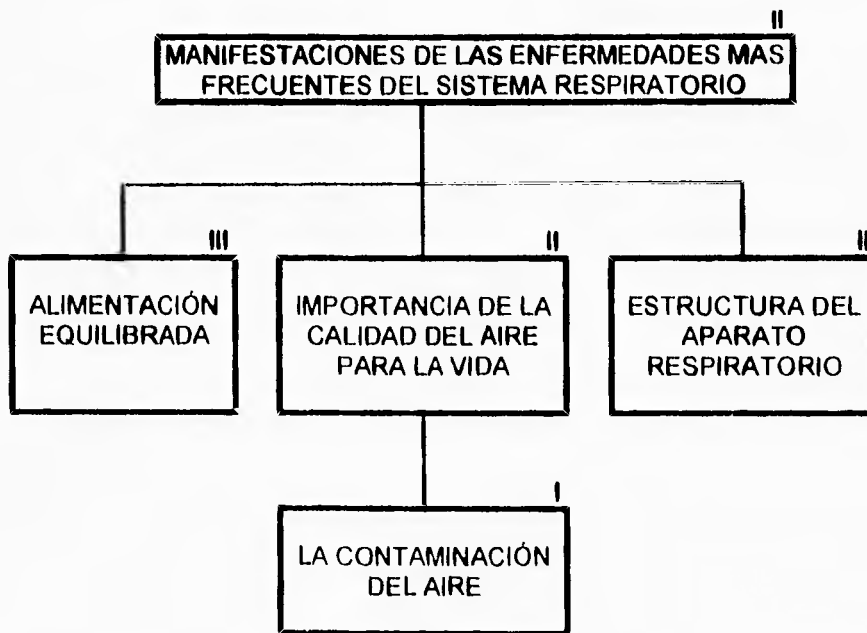 II
MANIFESTACIONES DE LAS ENFERMEDADES MAS
FRECUENTES DEL SISTEMA RESPIRATORIO
III
ALIMENTACIÓN
EQUILIBRADA
II
IMPORTANCIA DE LA
CALIDAD DEL AIRE
PARA LA VIDA
II
ESTRUCTURA DEL
APARATO
RESPIRATORIO
I
LA CONTAMINACIÓN
DEL AIRE